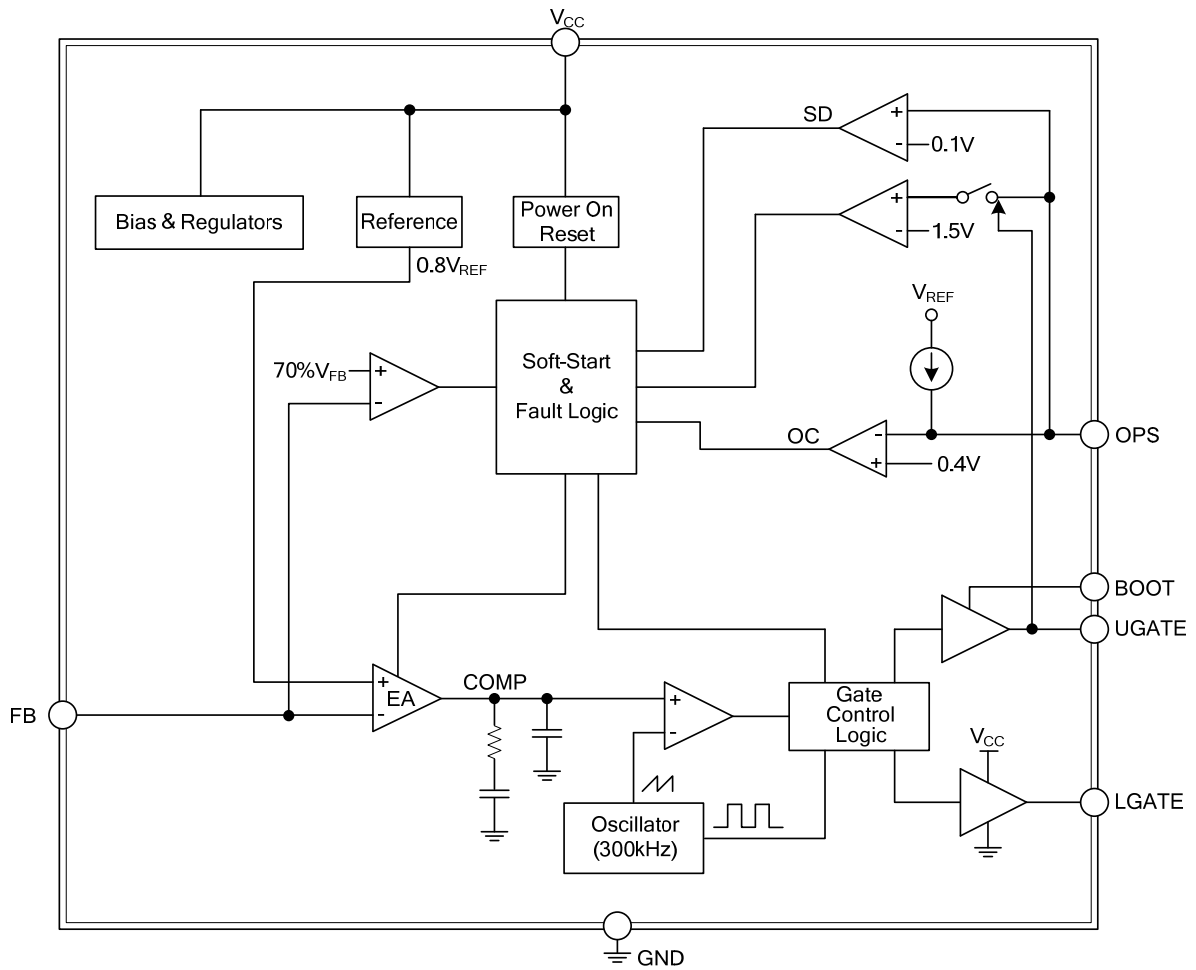 VCC
SD
+
-
0.1V
Bias & Regulators
Reference
Power On
Reset
+
-
1.5V
0.8VREF
VREF
70%VFB
+
-
Soft-Start
&
Fault Logic
OC
-
+
0.4V
OPS
BOOT
UGATE
FB
+
-
EA
COMP
+
-
Gate
Control
Logic
VCC
LGATE
Oscillator
(300kHz)
GND